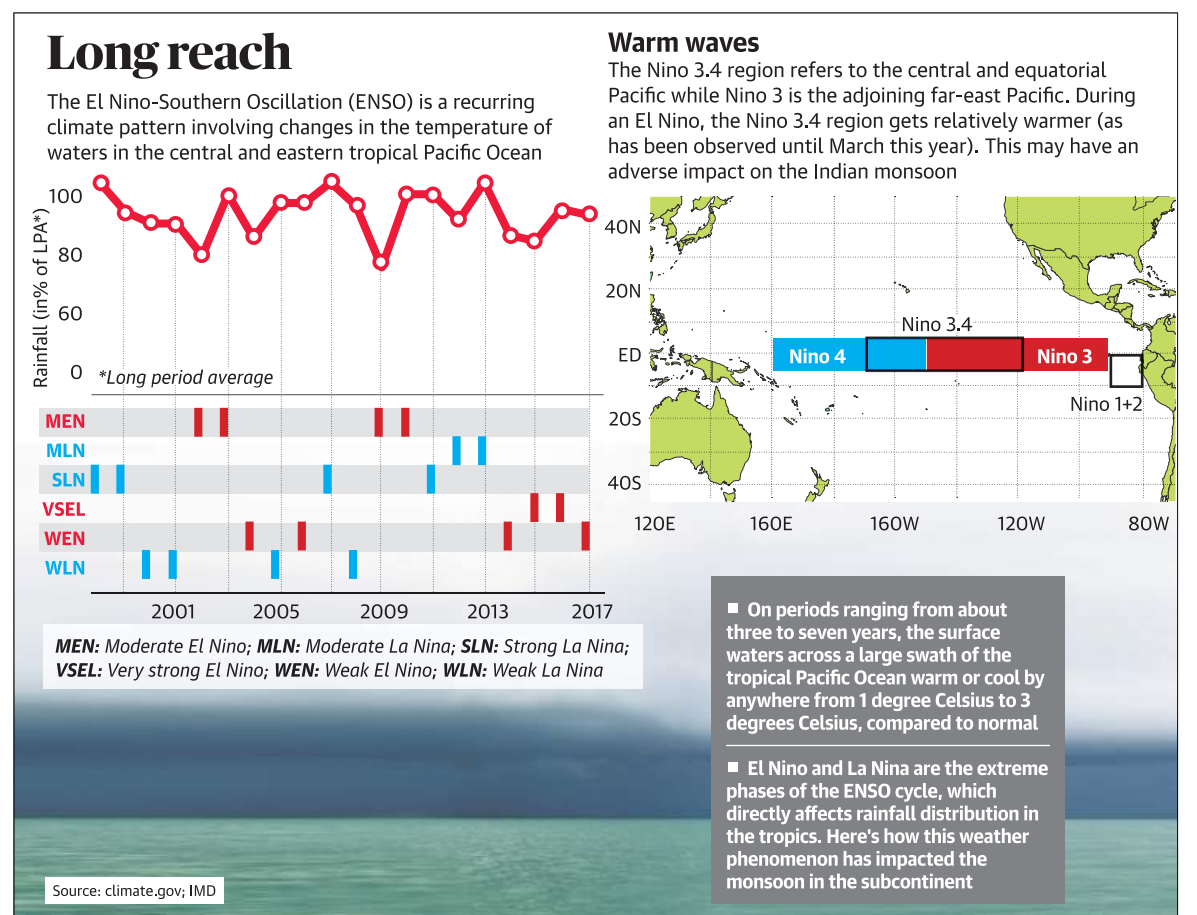 Long reach
The El Nino-Southern Oscillation (ENSO) is a recurring
climate pattern involving changes in the temperature of
waters in the central and eastern tropical Pacific Ocean
Rainfall (in% of LPA*)
100
80
60
0
*Long period average
MEN
MLN
SLN
VSEL
WEN
WLN
2001 2005 2009 2013 2017
MEN: Moderate El Nino; MLN: Moderate La Nina; SLN: Strong La Nina;
VSEL: Very strong El Nino; WEN: Weak El Nino; WLN: Weak La Nina
Warm waves
The Nino 3.4 region refers to the central and equatorial
Pacific while Nino 3 is the adjoining far-east Pacific. During
an El Nino, the Nino 3.4 region gets relatively warmer (as
has been observed until March this year). This may have an
adverse impact on the Indian monsoon
40N
20N
Nino 3.4
ED
Nino 4 Nino 3
Nino 1+2
20S
40S
120E 160E 160W 120W 80W
■ On periods ranging from about
three to seven years, the surface
waters across a large swath of the
tropical Pacific Ocean warm or cool by
anywhere from 1 degree Celsius to 3
degrees Celsius, compared to normal
■ El Nino and La Nina are the extreme
phases of the ENSO cycle, which
directly affects rainfall distribution in
the tropics. Here's how this weather
phenomenon has impacted the
monsoon in the subcontinent
Source: climate.gov; IMD